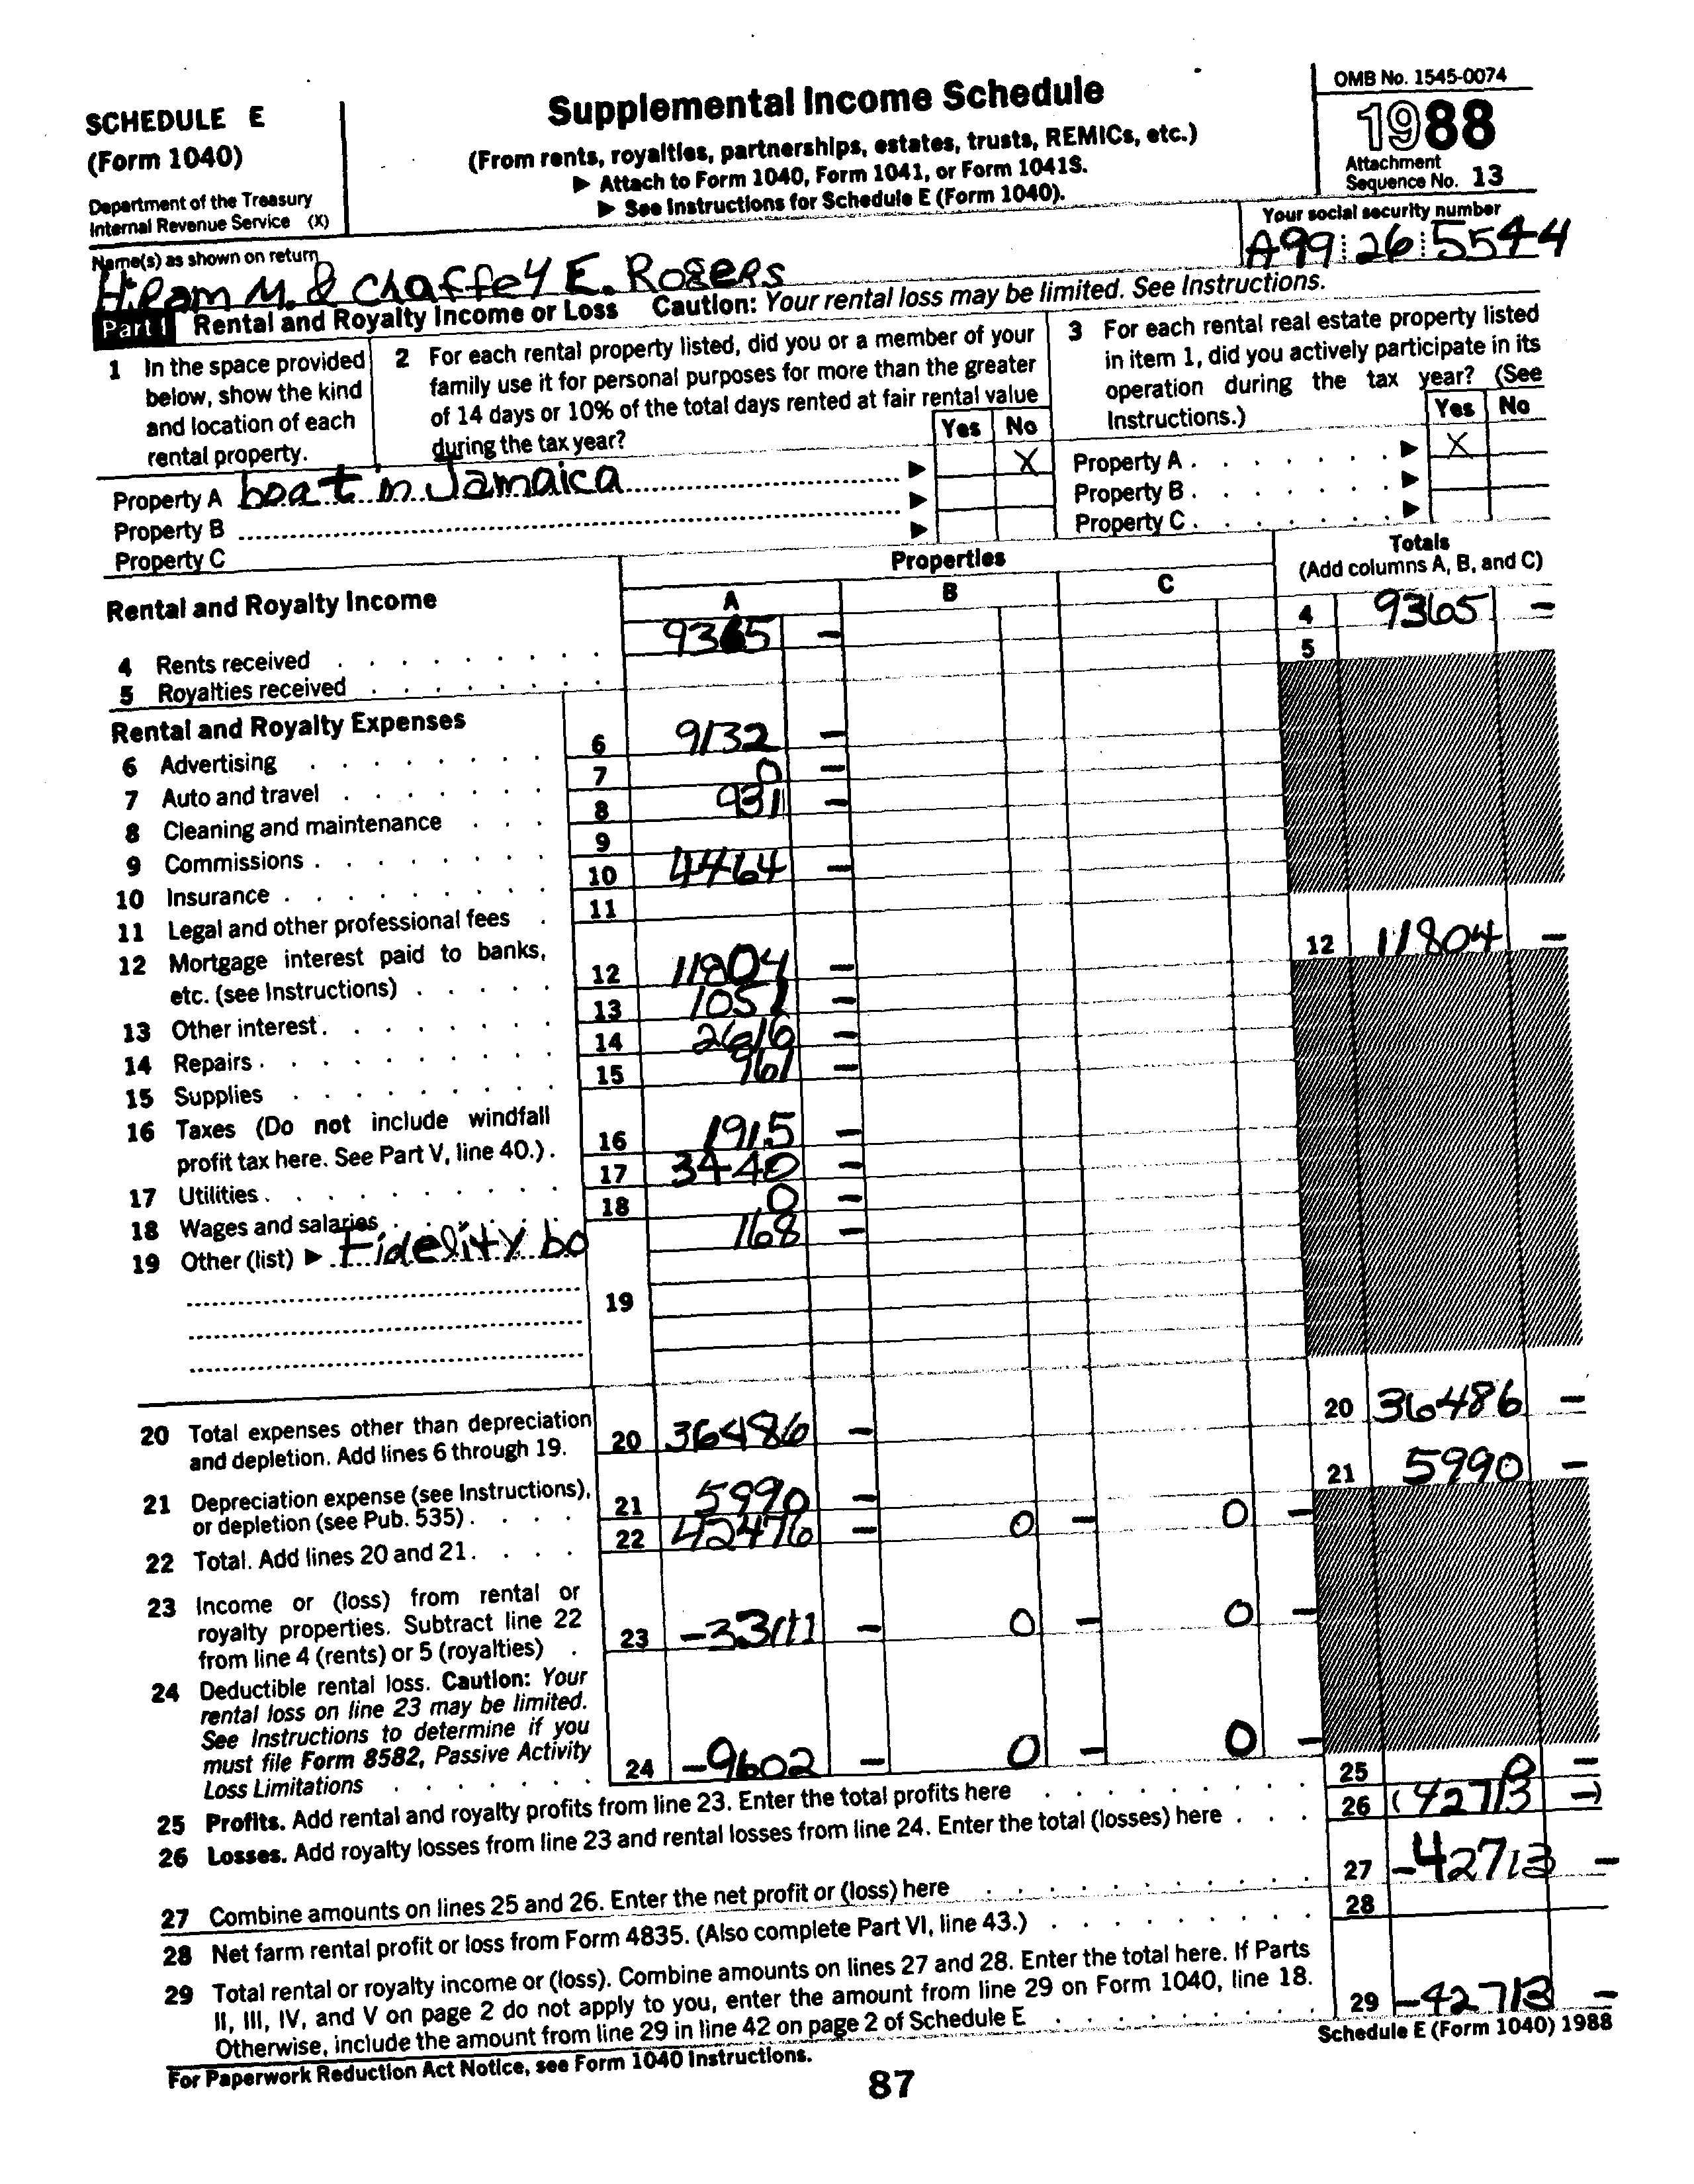 SCHEDULE E
(Form 1040)
Department of the Treasury
Internal Revenue Service (X)
Supplemental Income Schedule
(From rents, royalties, partnerships, estates, trusts, REMICs, etc.)
▶ Attach to Form 1040, Form 1041, or Form 1041S.
▶ See Instructions for Schedule E (Form 1040).
OMB No. 1545-0074
1988
Attachment
Sequence No. 13
Name(s) as shown on return
Hiram M. & Chaffey E. Rogers
Your social security number
A99 26 5544
Part I Rental and Royalty Income or Loss Caution: Your rental loss may be limited. See Instructions.
1 In the space provided
below, show the kind
and location of each
rental property.
2 For each rental property listed, did you or a member of your
family use it for personal purposes for more than the greater
of 14 days or 10% of the total days rented at fair rental value
during the tax year?
Yes No
3 For each rental real estate property listed
in item 1, did you actively participate in its
operation during the tax year? (See
Instructions.)
Yes No
Property A boat in Jamaica ▶ X
Property B ▶
Property C ▶
Property A ▶ X
Property B ▶
Property C ▶
Rental and Royalty Income
Properties
A B C
Totals
(Add columns A, B, and C)
4 Rents received 9365 – 4 9365 –
5 Royalties received 5
Rental and Royalty Expenses
6 Advertising 6 9132 –
7 Auto and travel 7 0 –
8 Cleaning and maintenance 8 931 –
9 Commissions 9
10 Insurance 10 4464 –
11 Legal and other professional fees 11
12 Mortgage interest paid to banks,
etc. (see Instructions) 12 11804 – 12 11804 –
13 Other interest 13 1051 –
14 Repairs 14 2616 –
15 Supplies 15 961 –
16 Taxes (Do not include windfall
profit tax here. See Part V, line 40.) 16 1915 –
17 Utilities 17 3440 –
18 Wages and salaries 18 0 –
19 Other (list) ▶ Fidelity bo 168 –
19
20 Total expenses other than depreciation
and depletion. Add lines 6 through 19. 20 36486 – 20 36486 –
21 Depreciation expense (see Instructions),
or depletion (see Pub. 535) 21 5990 – 21 5990 –
22 Total. Add lines 20 and 21 22 42476 – 0 – 0 –
23 Income or (loss) from rental or
royalty properties. Subtract line 22
from line 4 (rents) or 5 (royalties) 23 -33111 – 0 – 0 –
24 Deductible rental loss. Caution: Your
rental loss on line 23 may be limited.
See Instructions to determine if you
must file Form 8582, Passive Activity
Loss Limitations 24 -9602 – 0 – 0 –
25 Profits. Add rental and royalty profits from line 23. Enter the total profits here 25 0 –
26 Losses. Add royalty losses from line 23 and rental losses from line 24. Enter the total (losses) here 26 (42713 –)
27 Combine amounts on lines 25 and 26. Enter the net profit or (loss) here 27 -42713 –
28 Net farm rental profit or loss from Form 4835. (Also complete Part VI, line 43.) 28
29 Total rental or royalty income or (loss). Combine amounts on lines 27 and 28. Enter the total here. If Parts
II, III, IV, and V on page 2 do not apply to you, enter the amount from line 29 on Form 1040, line 18.
Otherwise, include the amount from line 29 in line 42 on page 2 of Schedule E 29 -42713 –
For Paperwork Reduction Act Notice, see Form 1040 Instructions.
Schedule E (Form 1040) 1988
87